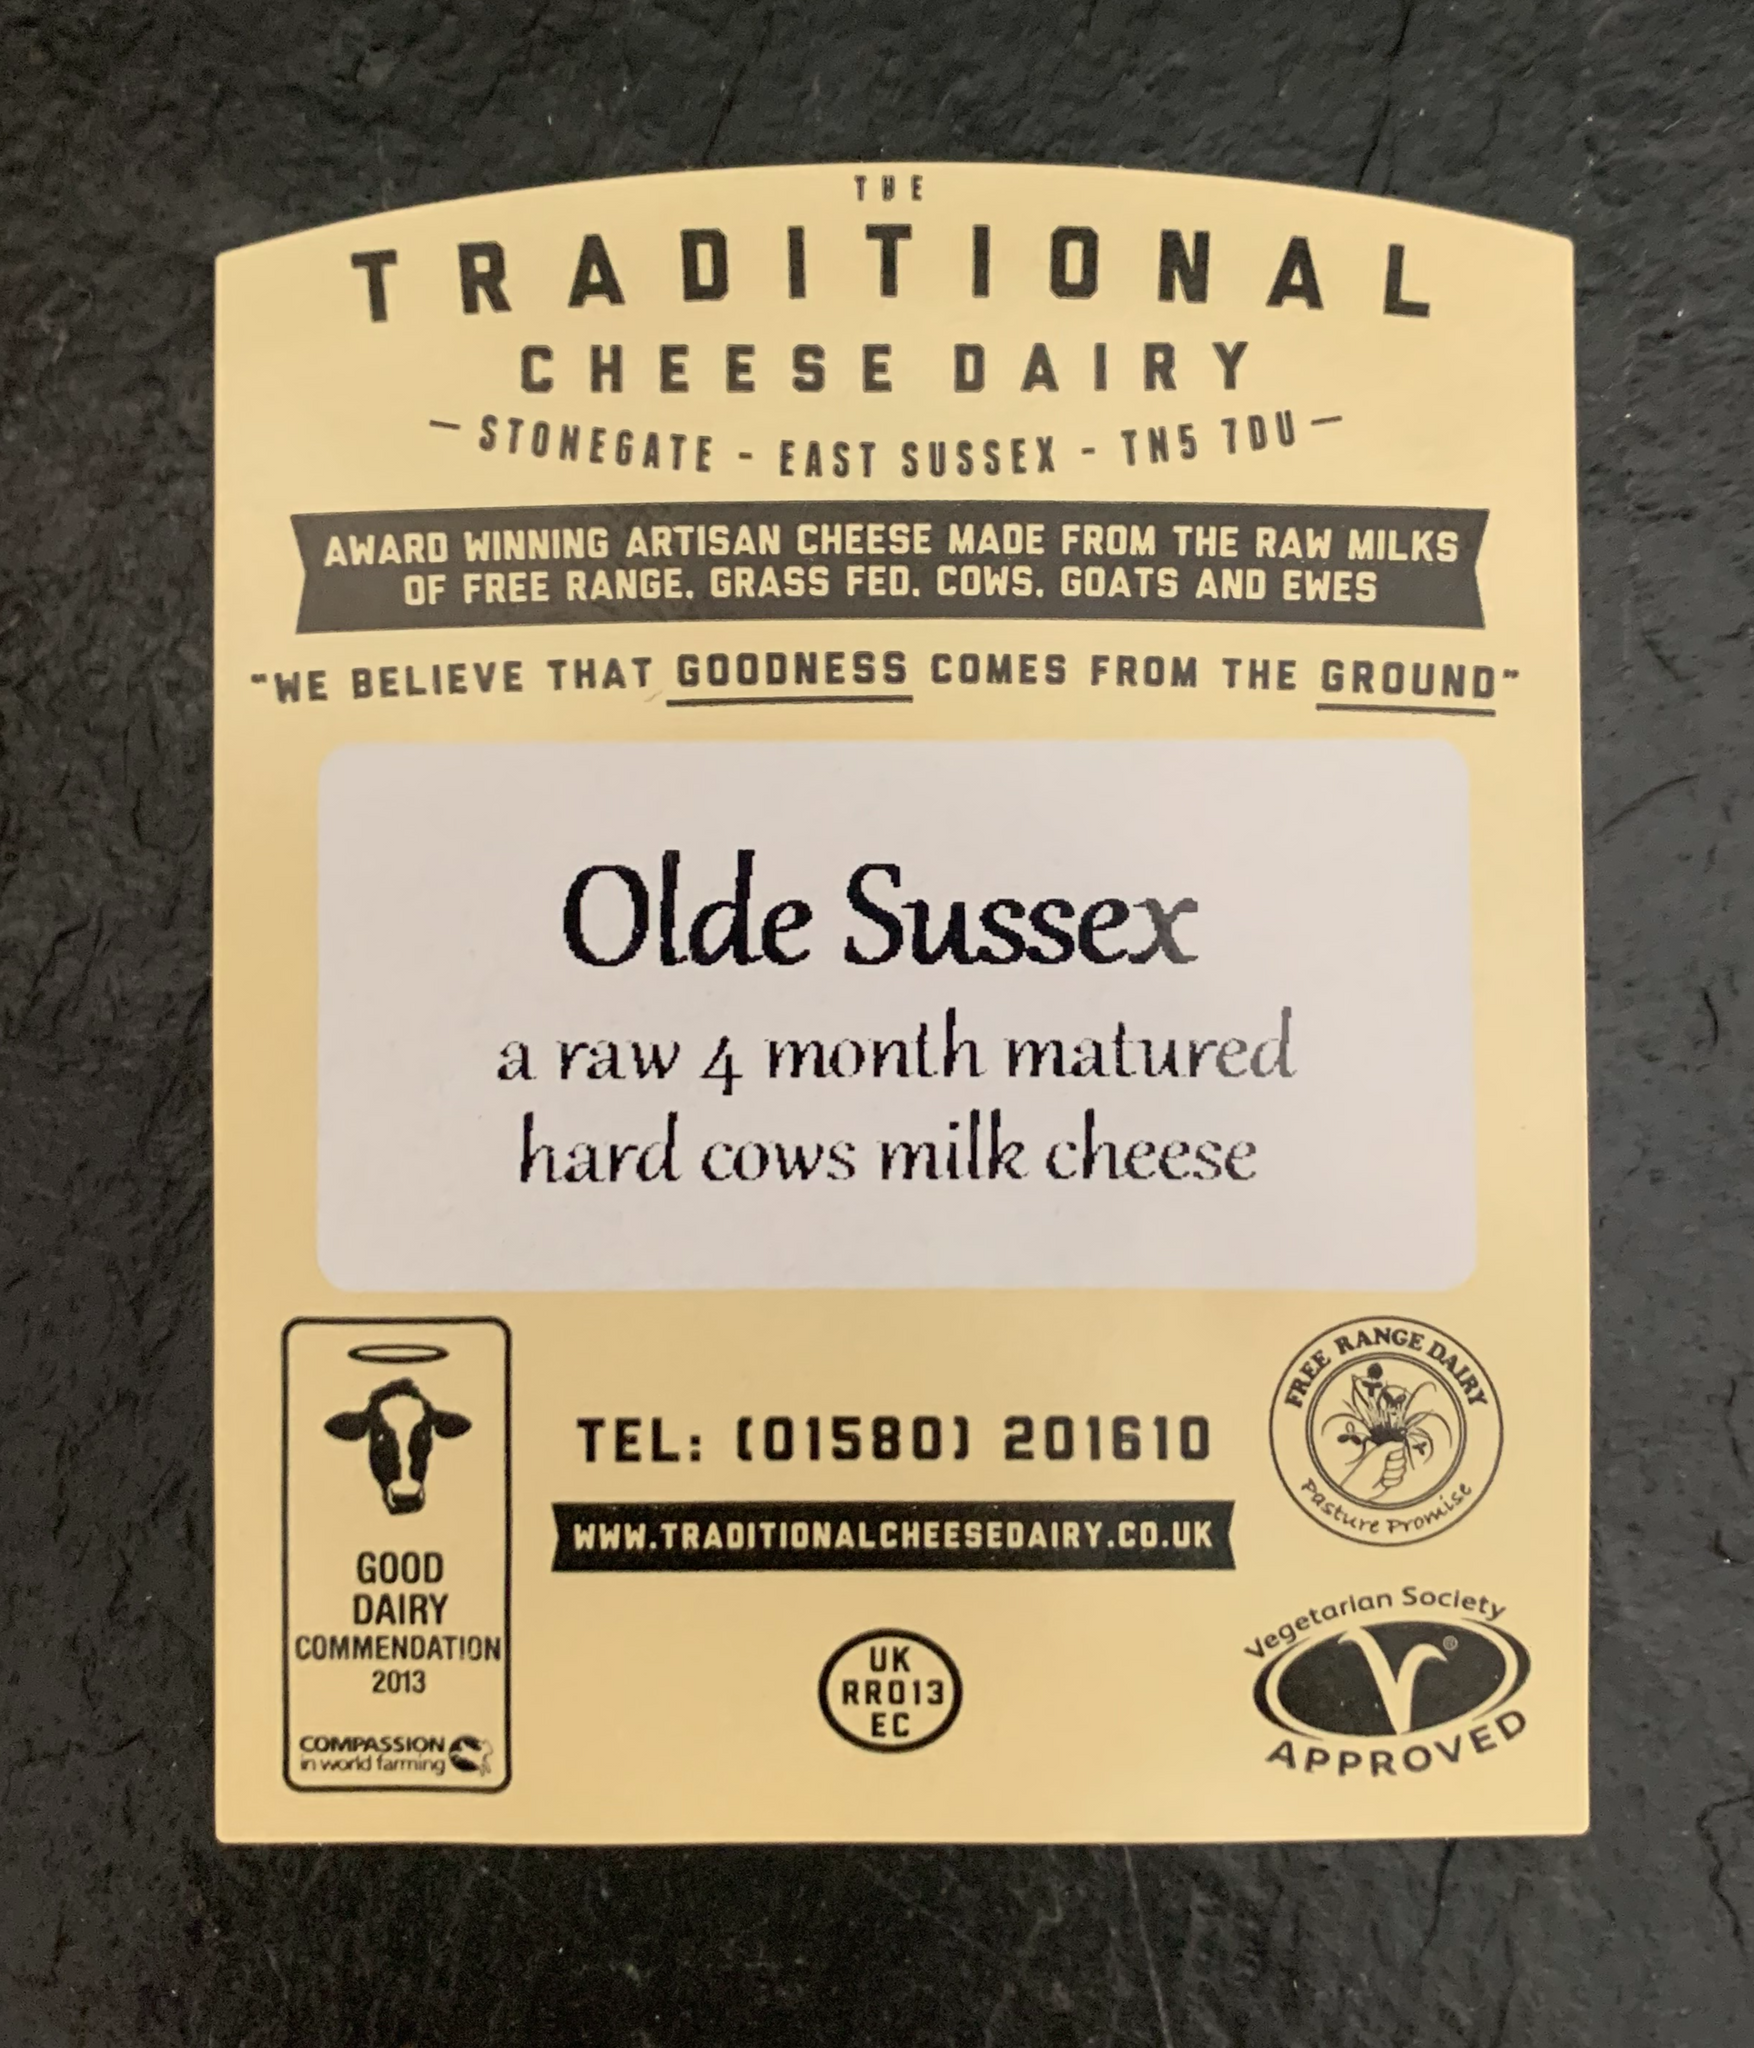 THE
TRADITIONAL
CHEESE DAIRY
— STONEGATE - EAST SUSSEX - TN5 7DU —
AWARD WINNING ARTISAN CHEESE MADE FROM THE RAW MILKS
OF FREE RANGE, GRASS FED, COWS, GOATS AND EWES
"WE BELIEVE THAT GOODNESS COMES FROM THE GROUND"
Olde Sussex
a raw 4 month matured
hard cows milk cheese
GOOD
DAIRY
COMMENDATION
2013
COMPASSION
in world farming
TEL: (01580) 201610
WWW.TRADITIONALCHEESEDAIRY.CO.UK
UK
RR013
EC
FREE RANGE DAIRY
Pasture Promise
Vegetarian Society
V®
APPROVED